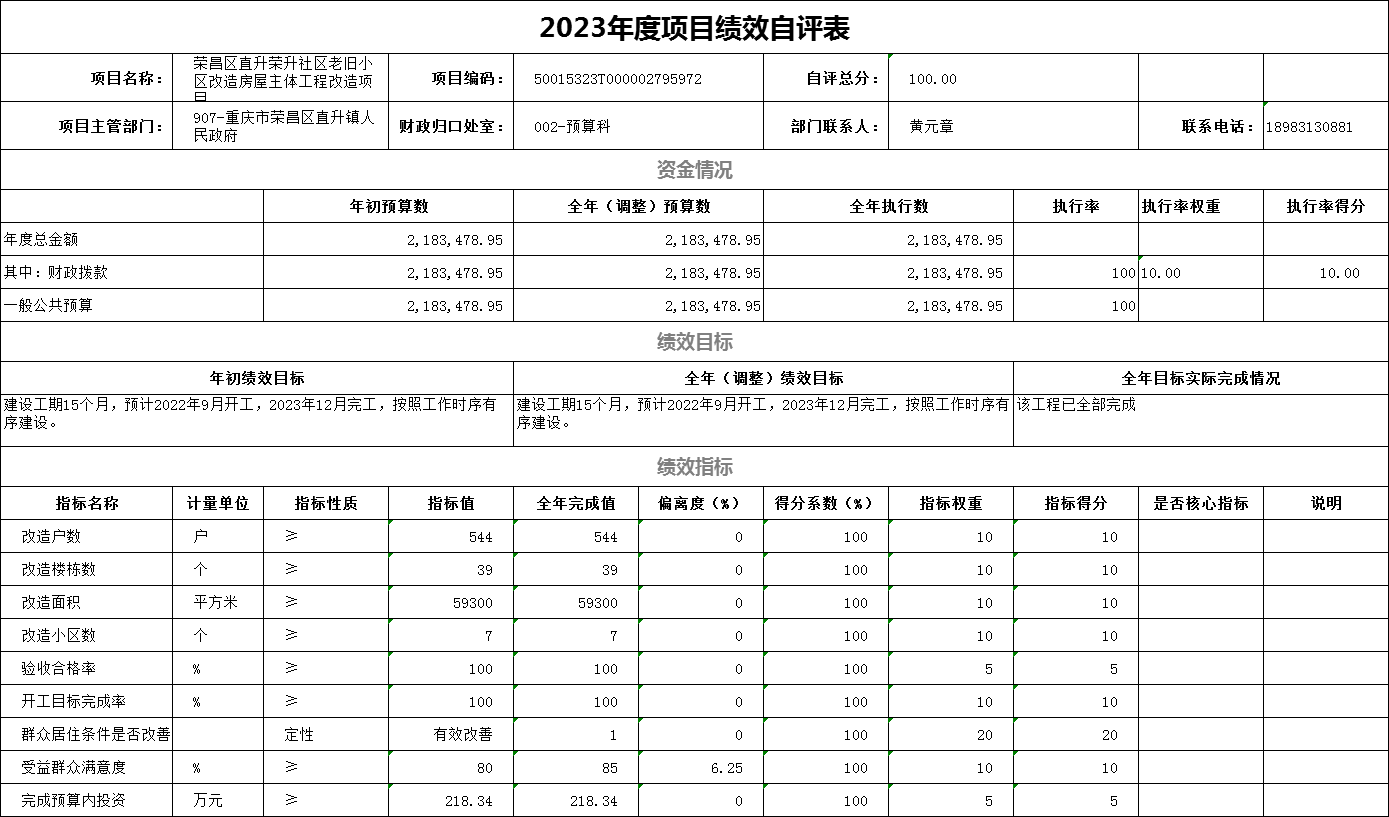 2023年度项目绩效自评表
项目名称： 荣昌区直升荣升社区老旧小区改造房屋主体工程改造项目 项目编码： 50015323T000002795972 自评总分： 100.00
项目主管部门： 907-重庆市荣昌区直升镇人民政府 财政归口处室： 002-预算科 部门联系人： 黄元章 联系电话： 18983130881
资金情况
年初预算数 全年（调整）预算数 全年执行数 执行率 执行率权重 执行率得分
年度总金额 2,183,478.95 2,183,478.95 2,183,478.95
其中：财政拨款 2,183,478.95 2,183,478.95 2,183,478.95 100 10.00 10.00
一般公共预算 2,183,478.95 2,183,478.95 2,183,478.95 100
绩效目标
年初绩效目标 全年（调整）绩效目标 全年目标实际完成情况
建设工期15个月，预计2022年9月开工，2023年12月完工，按照工作时序有序建设。 建设工期15个月，预计2022年9月开工，2023年12月完工，按照工作时序有序建设。 该工程已全部完成
绩效指标
指标名称 计量单位 指标性质 指标值 全年完成值 偏离度（%） 得分系数（%） 指标权重 指标得分 是否核心指标 说明
改造户数 户 ≥ 544 544 0 100 10 10
改造楼栋数 个 ≥ 39 39 0 100 10 10
改造面积 平方米 ≥ 59300 59300 0 100 10 10
改造小区数 个 ≥ 7 7 0 100 10 10
验收合格率 % ≥ 100 100 0 100 5 5
开工目标完成率 % ≥ 100 100 0 100 10 10
群众居住条件是否改善 定性 有效改善 1 0 100 20 20
受益群众满意度 % ≥ 80 85 6.25 100 10 10
完成预算内投资 万元 ≥ 218.34 218.34 0 100 5 5